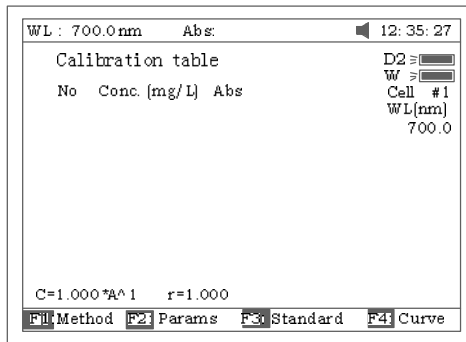 WL: 700.0nm Abs: 12:35:27
Calibration table
D2
W
No Conc.(mg/L) Abs
Cell #1
WL(nm)
700.0
C=1.000*A^1 r=1.000
F1:Method F2:Params F3:Standard F4:Curve